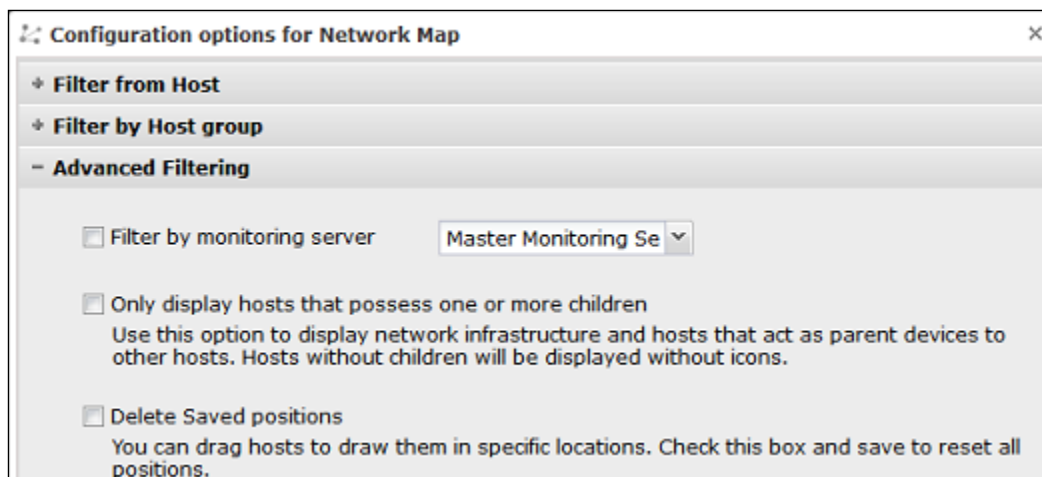 Configuration options for Network Map
Filter from Host
Filter by Host group
Advanced Filtering
Filter by monitoring server
Master Monitoring Se
Only display hosts that possess one or more children
Use this option to display network infrastructure and hosts that act as parent devices to
other hosts. Hosts without children will be displayed without icons.
Delete Saved positions
You can drag hosts to draw them in specific locations. Check this box and save to reset all
positions.